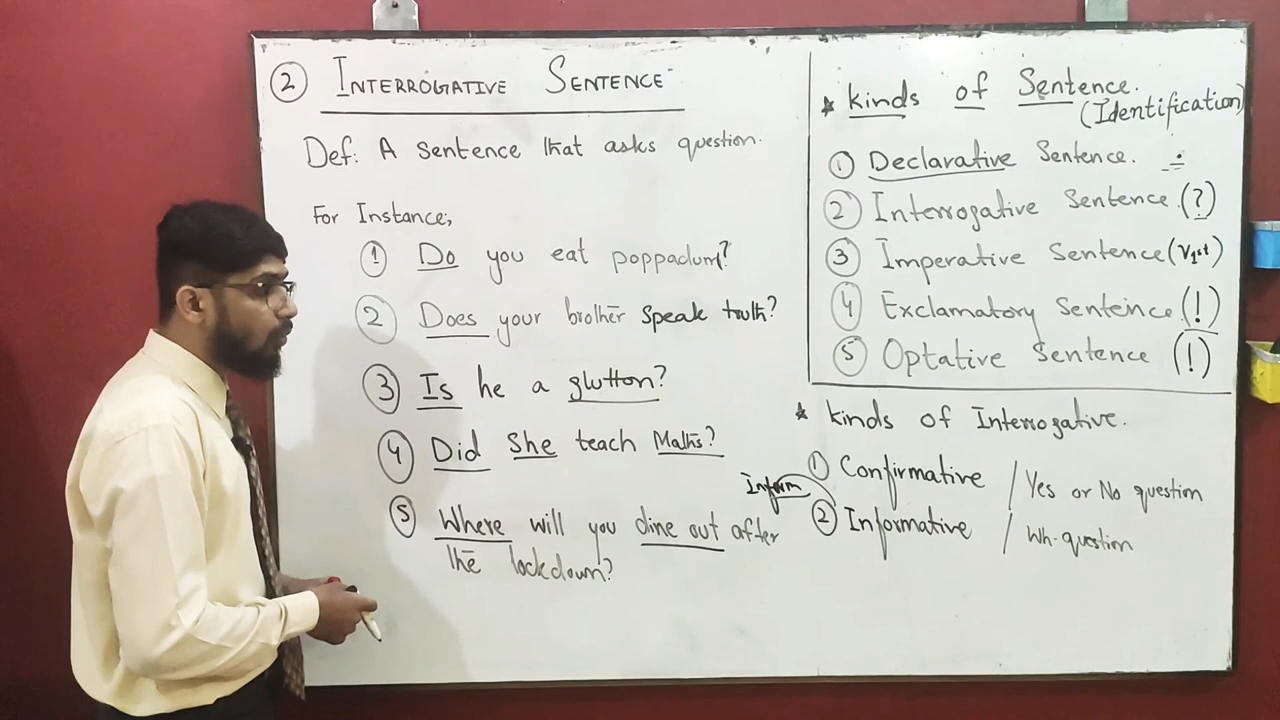 ② INTERROGATIVE SENTENCE
Def: A sentence that asks question.
For Instance;
① Do you eat poppadum?
② Does your brother speak truth?
③ Is he a glutton?
④ Did She teach Maths?
⑤ Where will you dine out after
the lockdown?
* kinds of Sentence.
(Identification)
① Declarative Sentence.
② Interrogative Sentence.(?)
③ Imperative Sentence (V1st)
④ Exclamatory Sentence (!)
⑤ Optative Sentence (!)
* kinds of Interrogative.
① Confirmative / Yes or No question
Inform
② Informative / Wh-question